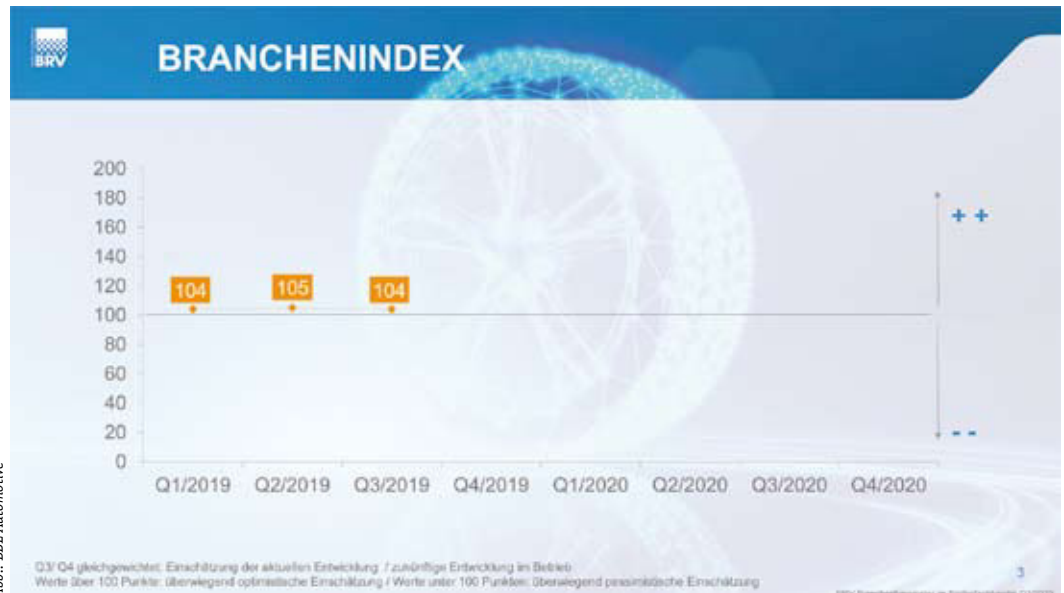 BRV
BRANCHENINDEX
200
180
160
140
120
100
80
60
40
20
0
104
105
104
+ +
- -
Q1/2019 Q2/2019 Q3/2019 Q4/2019 Q1/2020 Q2/2020 Q3/2020 Q4/2020
Q3/ Q4 gleichgewichtet: Einschätzung der aktuellen Entwicklung / zukünftige Entwicklung im Betrieb
Werte über 100 Punkte: überwiegend optimistische Einschätzung / Werte unter 100 Punkten: überwiegend pessimistische Einschätzung
3
BBE Automotive